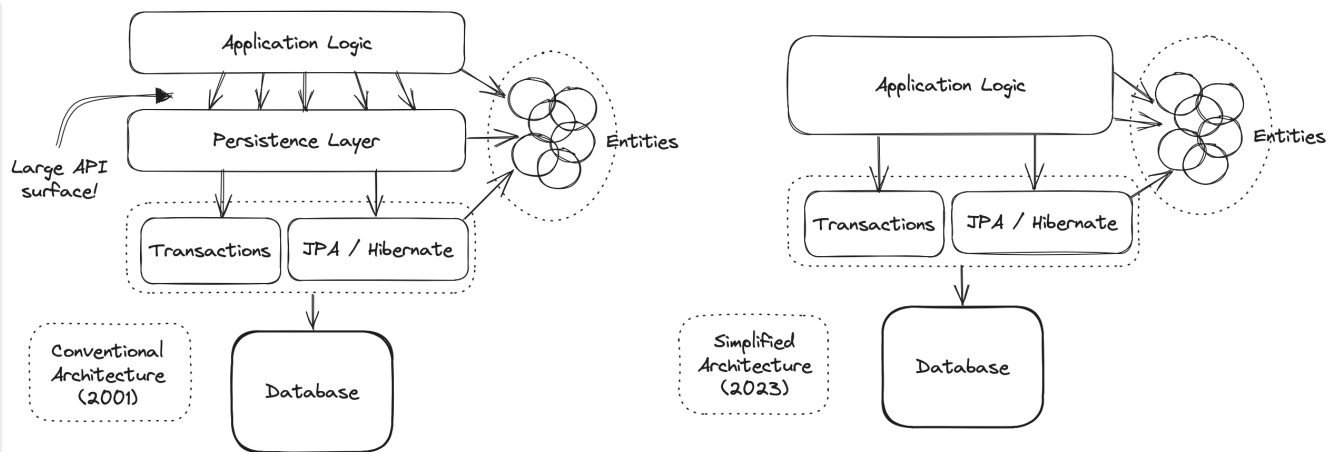 Application Logic
Persistence Layer
Large API
surface!
Entities
Transactions
JPA / Hibernate
Conventional
Architecture
(2001)
Database
Application Logic
Entities
Transactions
JPA / Hibernate
Simplified
Architecture
(2023)
Database